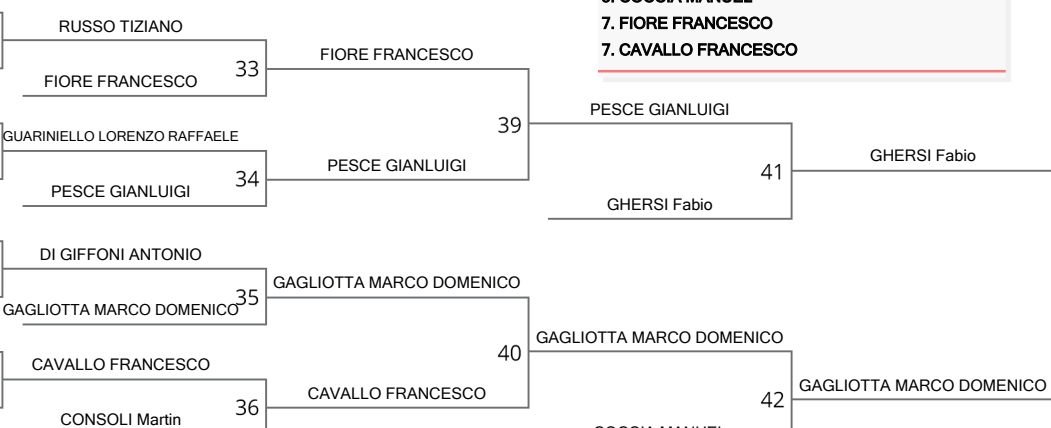 7. FIORE FRANCESCO
7. CAVALLO FRANCESCO
RUSSO TIZIANO
FIORE FRANCESCO
33
FIORE FRANCESCO
GUARINIELLO LORENZO RAFFAELE
PESCE GIANLUIGI
34
PESCE GIANLUIGI
39
PESCE GIANLUIGI
GHERSI Fabio
41
GHERSI Fabio
DI GIFFONI ANTONIO
GAGLIOTTA MARCO DOMENICO
35
GAGLIOTTA MARCO DOMENICO
CAVALLO FRANCESCO
CONSOLI Martin
36
CAVALLO FRANCESCO
40
GAGLIOTTA MARCO DOMENICO
42
GAGLIOTTA MARCO DOMENICO